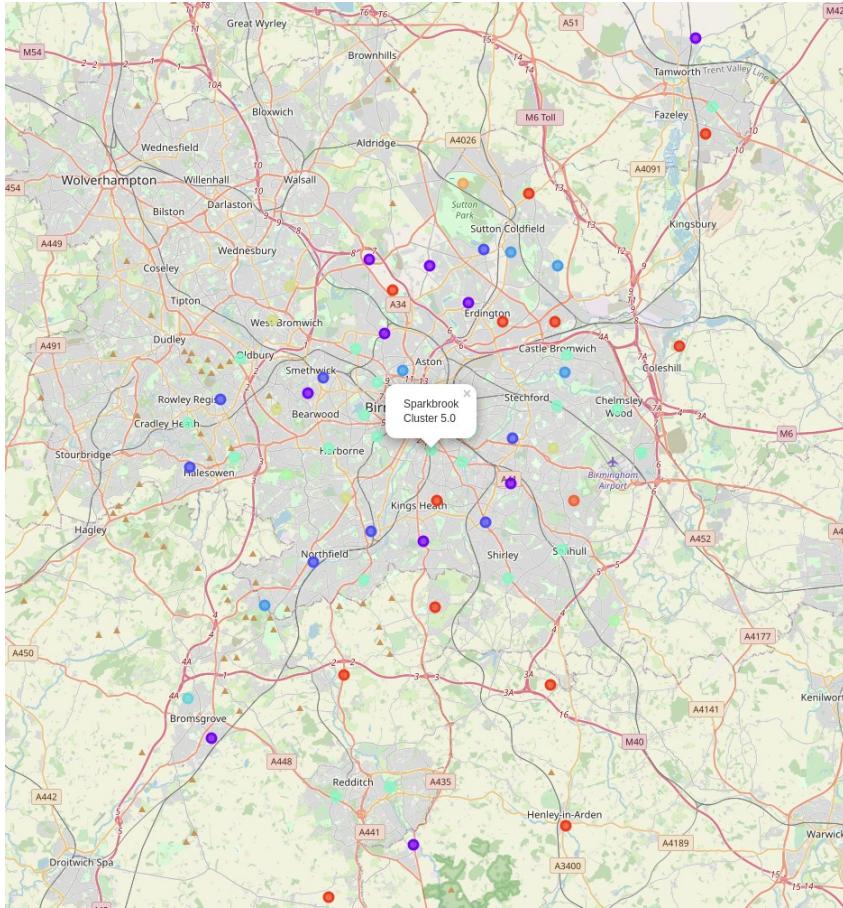 Great Wyrley
A51
M42
M54
Brownhills
Tamworth
Trent Valley Line
Bloxwich
Fazeley
M6 Toll
Wednesfield
A4026
Aldridge
Wolverhampton
Willenhall
Walsall
A4091
Darlaston
Bilston
Sutton
Park
Kingsbury
Sutton Coldfield
A449
Wednesbury
Coseley
Tipton
A34
Erdington
West Bromwich
Dudley
A491
Oldbury
Castle Bromwich
Aston
Coleshill
Smethwick
Rowley Regis
Bearwood
Sparkbrook
Cluster 5.0
×
Stechford
Chelmsley
Wood
Cradley Heath
M6
Harborne
Stourbridge
Halesowen
Birmingham
Airport
Kings Heath
Hagley
A452
Northfield
Shirley
Solihull
A4177
A450
Bromsgrove
Kenilwor
A4141
M40
A448
Redditch
A435
A442
Henley-in-Arden
A441
A4189
Warwick
Droitwich Spa
A3400